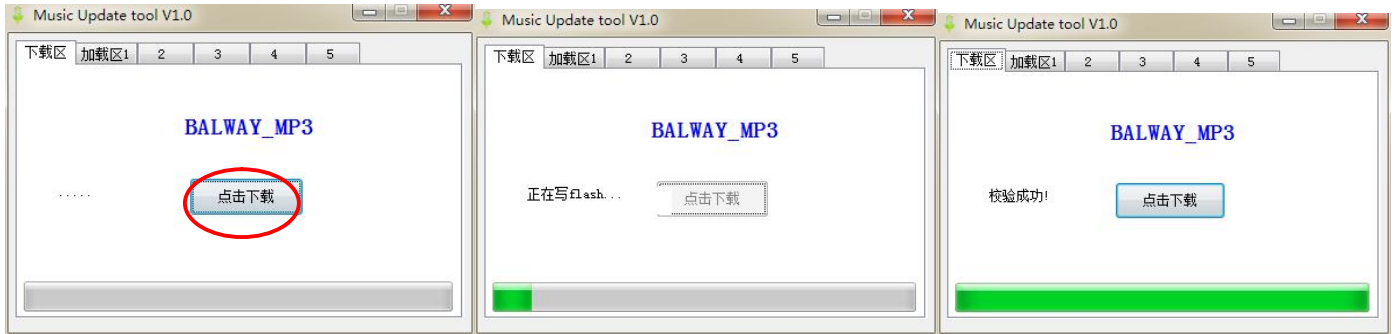 Music Update tool V1.0
下载区 加载区1 2 3 4 5
BALWAY_MP3
..... 点击下载
Music Update tool V1.0
下载区 加载区1 2 3 4 5
BALWAY_MP3
正在写flash... 点击下载
Music Update tool V1.0
下载区 加载区1 2 3 4 5
BALWAY_MP3
校验成功! 点击下载